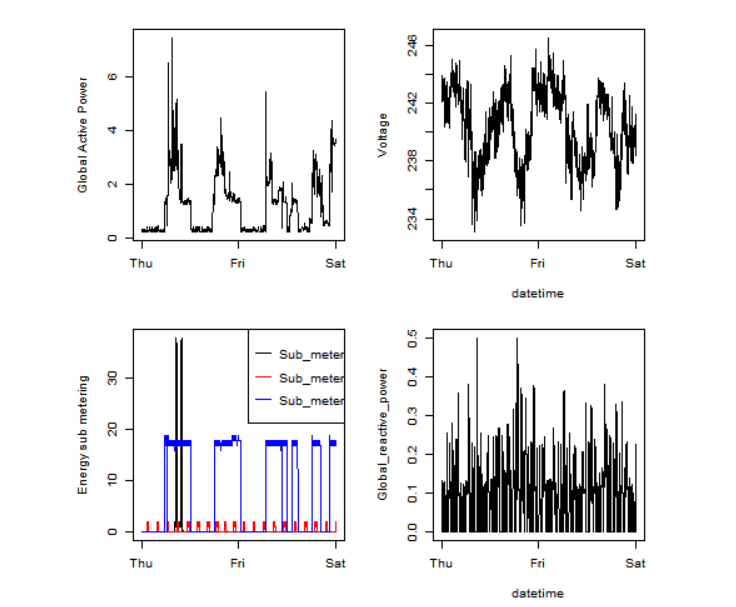 Global Active Power
6
4
2
0
Thu Fri Sat
Voltage
246
242
238
234
Thu Fri Sat
datetime
Energy sub metering
30
20
10
0
Sub_meter
Sub_meter
Sub_meter
Thu Fri Sat
Global_reactive_power
0.5
0.4
0.3
0.2
0.1
0.0
Thu Fri Sat
datetime